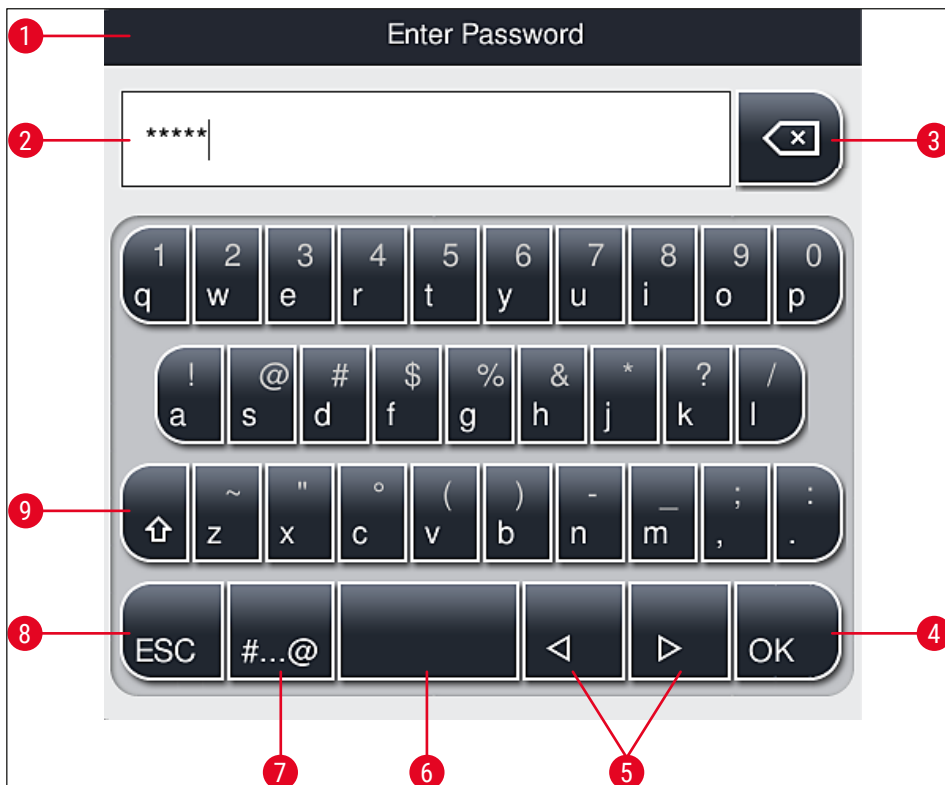 1 Enter Password
2 ***** 3
1 2 3 4 5 6 7 8 9 0
q w e r t y u i o p
! @ # $ % & * ? /
a s d f g h j k l
9 ~ " ° ( ) - _ ; :
z x c v b n m , .
8 ESC #...@ OK 4
7 6 5